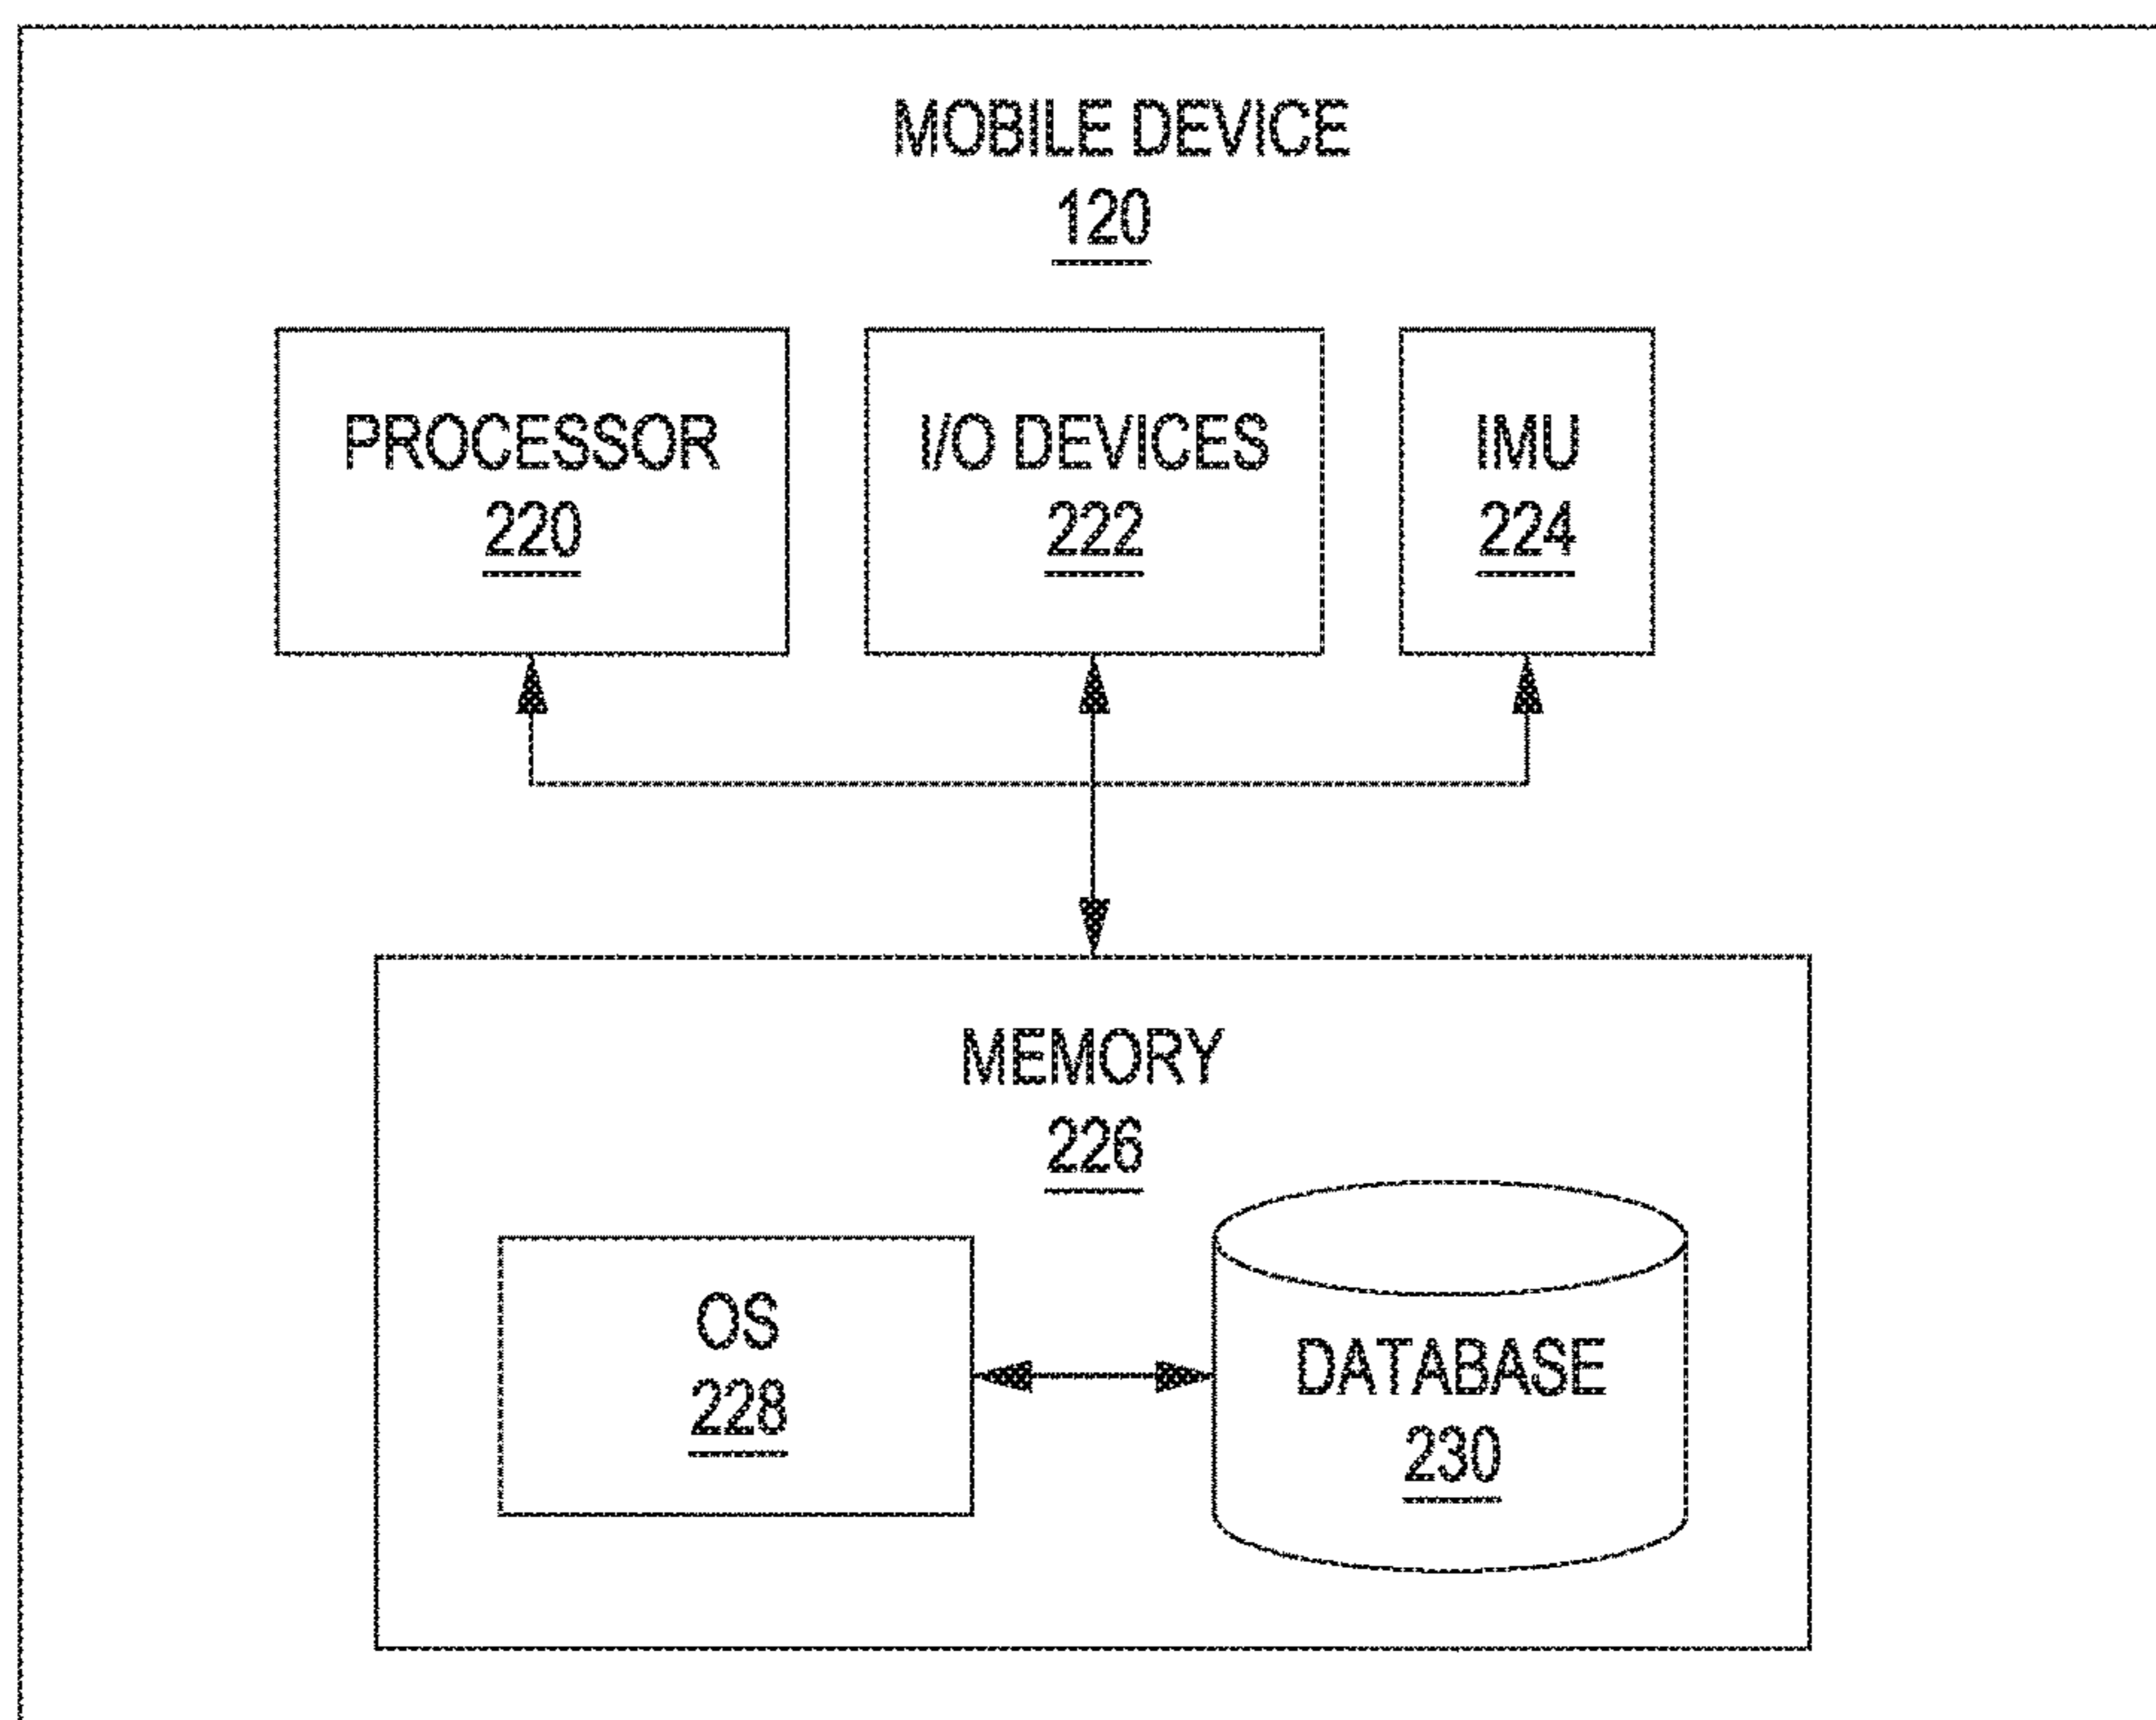 MOBILE DEVICE
120
PROCESSOR
220
I/O DEVICES
222
IMU
224
MEMORY
226
OS
228
DATABASE
230